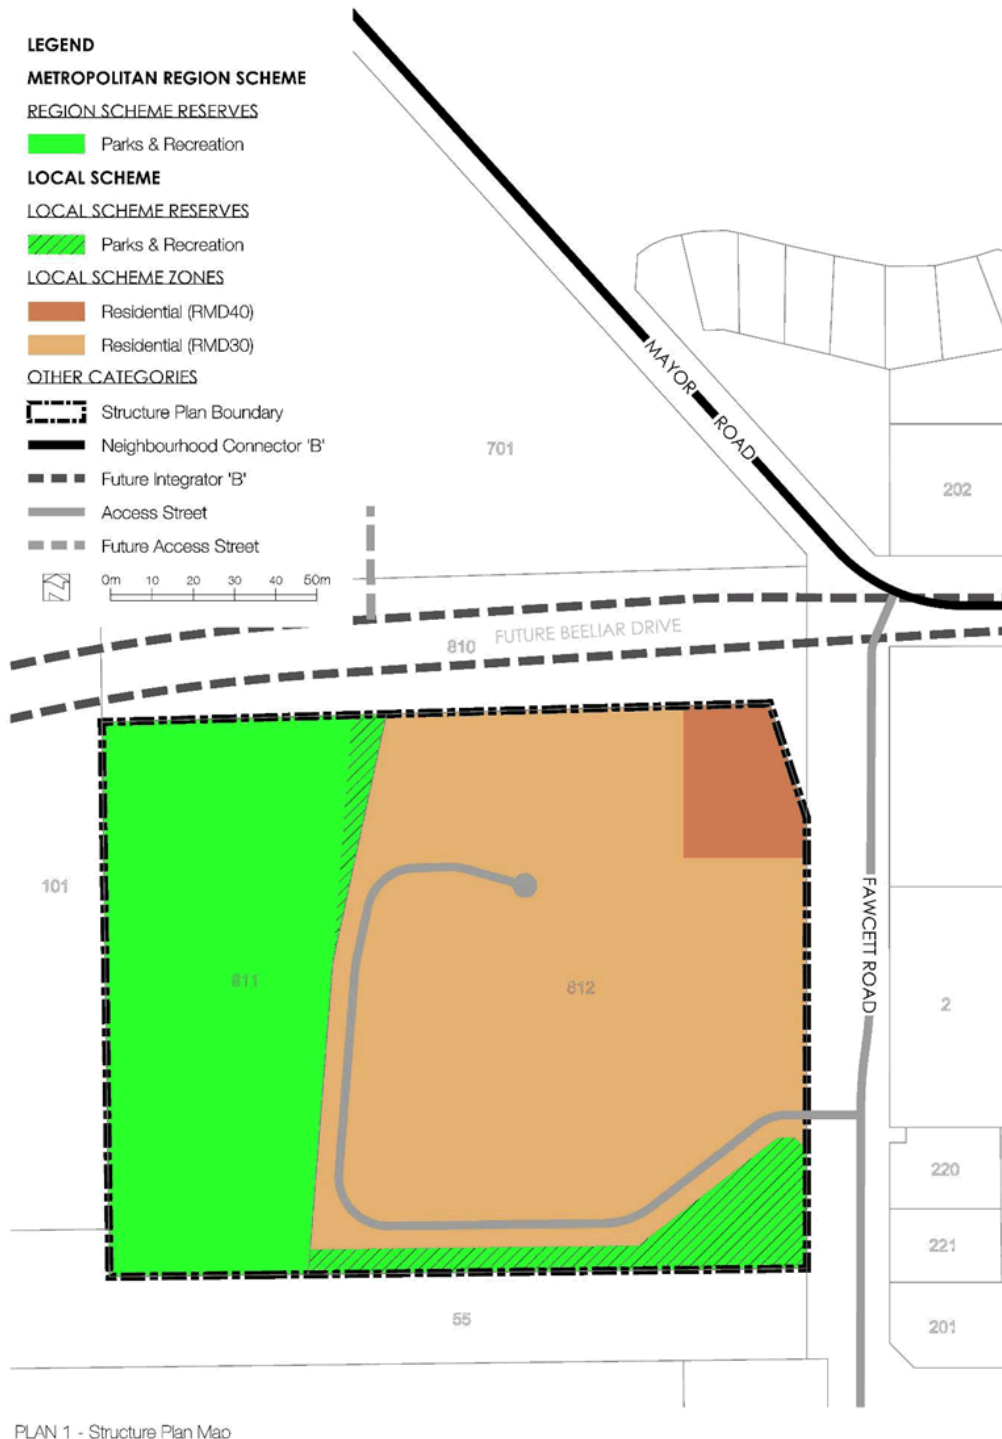 LEGEND
METROPOLITAN REGION SCHEME
REGION SCHEME RESERVES
Parks & Recreation
LOCAL SCHEME
LOCAL SCHEME RESERVES
Parks & Recreation
LOCAL SCHEME ZONES
Residential (RMD40)
Residential (RMD30)
OTHER CATEGORIES
Structure Plan Boundary
Neighbourhood Connector 'B'
Future Integrator 'B'
Access Street
Future Access Street
N
0m 10 20 30 40 50m
MAYOR ROAD
701
202
810
FUTURE BEELIAR DRIVE
101
811
812
FAWCETT ROAD
2
220
221
55
201
PLAN 1 - Structure Plan Map